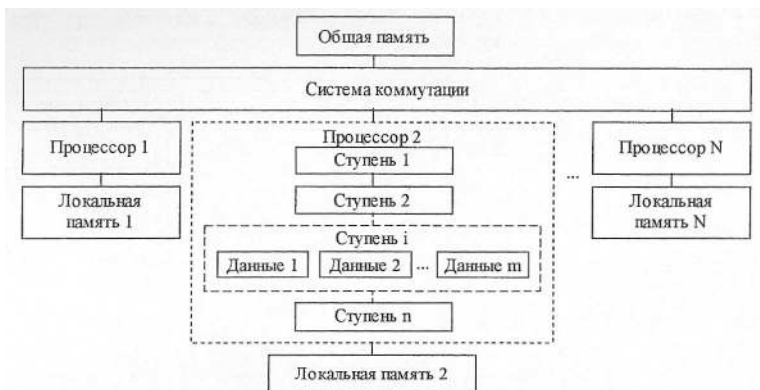 Общая память
Система коммутации
Процессор 1
Локальная
память 1
Процессор 2
Ступень 1
Ступень 2
Ступень i
Данные 1
Данные 2
...
Данные m
Ступень n
Локальная память 2
...
Процессор N
Локальная
память N